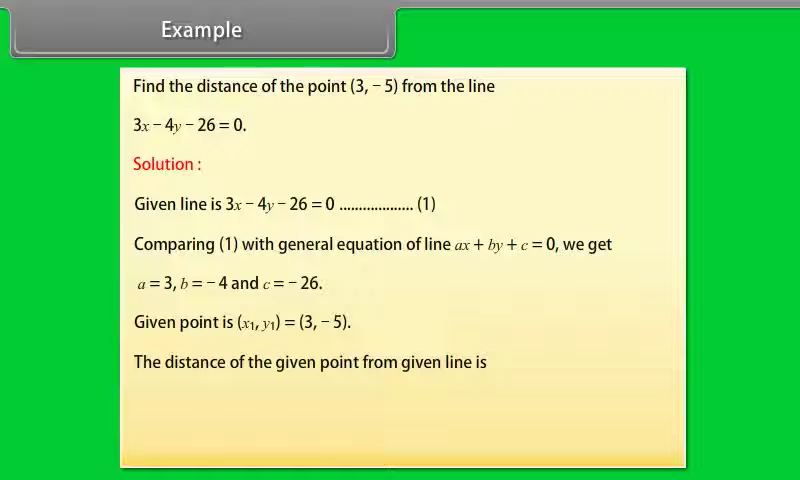 Example
Find the distance of the point (3, – 5) from the line
3x – 4y – 26 = 0.
Solution :
Given line is 3x – 4y – 26 = 0 ................... (1)
Comparing (1) with general equation of line ax + by + c = 0, we get
a = 3, b = – 4 and c = – 26.
Given point is (x₁, y₁) = (3, – 5).
The distance of the given point from given line is